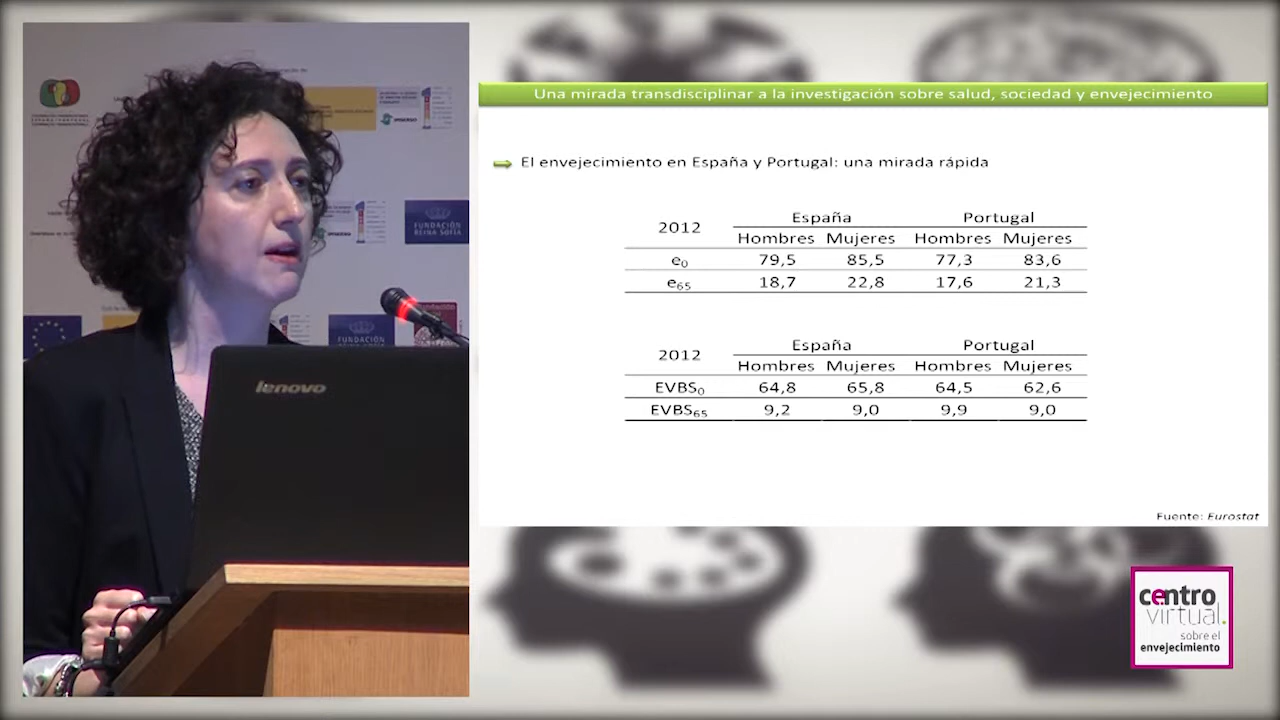 Una mirada transdisciplinar a la investigación sobre salud, sociedad y envejecimiento
El envejecimiento en España y Portugal: una mirada rápida
2012 España Portugal
Hombres Mujeres Hombres Mujeres
e0 79,5 85,5 77,3 83,6
e65 18,7 22,8 17,6 21,3
2012 España Portugal
Hombres Mujeres Hombres Mujeres
EVBS0 64,8 65,8 64,5 62,6
EVBS65 9,2 9,0 9,9 9,0
Fuente: Eurostat
centro
virtual.
sobre el
envejecimiento
lenovo
FUNDACIÓN
REINA SOFÍA
FUNDACIÓN